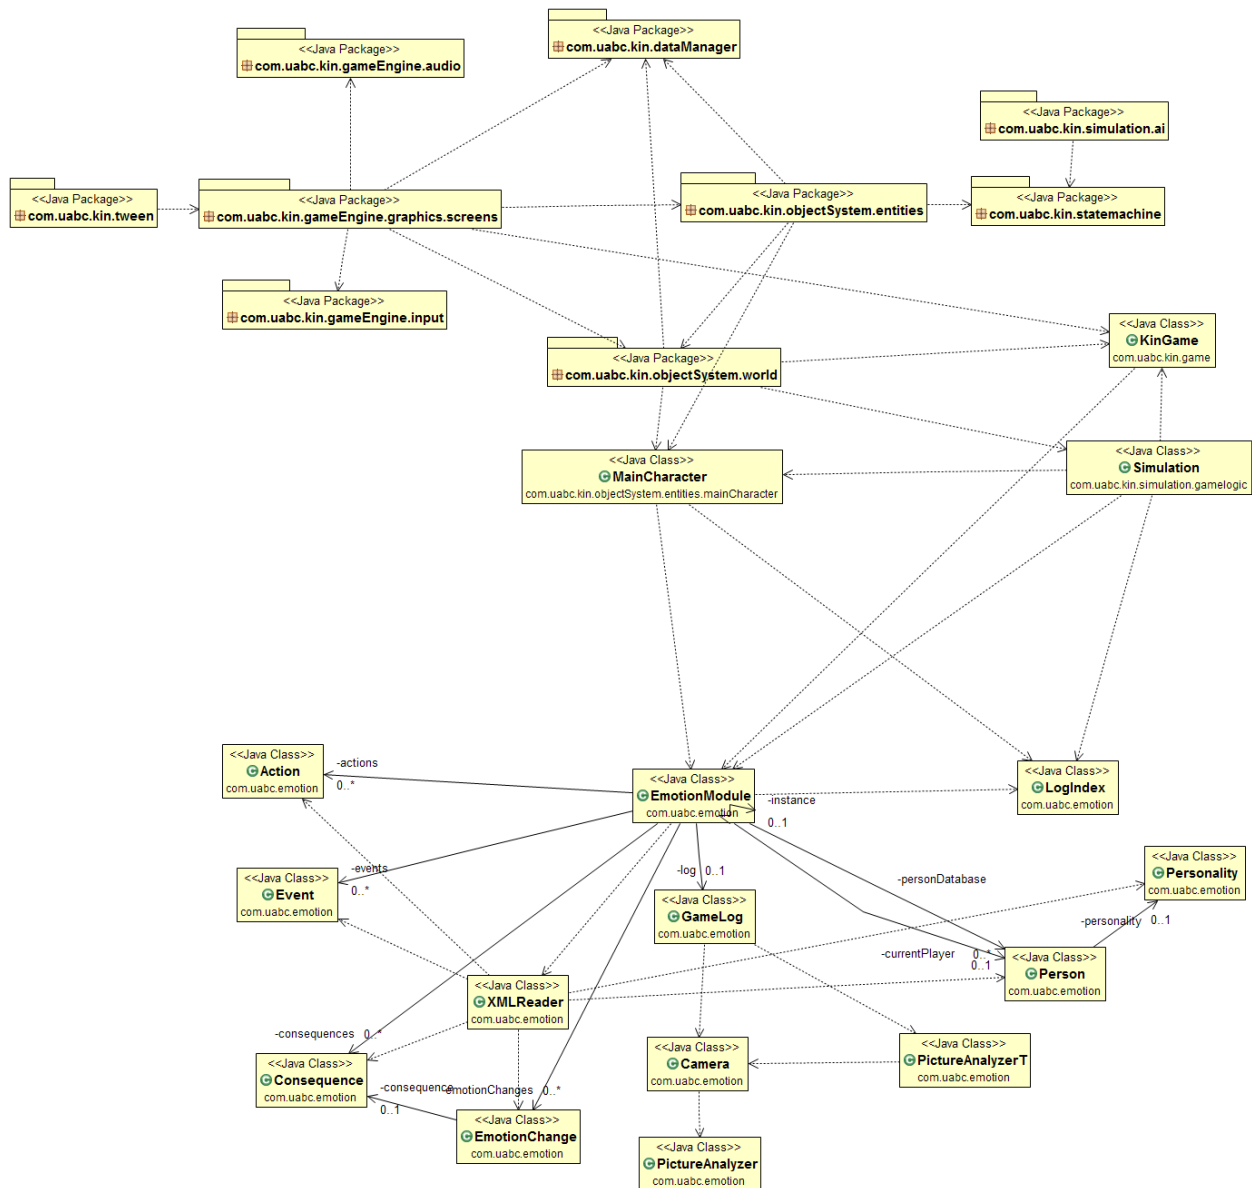 <<Java Package>>
com.uabc.kin.dataManager
<<Java Package>>
com.uabc.kin.gameEngine.audio
<<Java Package>>
com.uabc.kin.simulation.ai
<<Java Package>>
com.uabc.kin.tween
<<Java Package>>
com.uabc.kin.gameEngine.graphics.screens
<<Java Package>>
com.uabc.kin.objectSystem.entities
<<Java Package>>
com.uabc.kin.statemachine
<<Java Package>>
com.uabc.kin.gameEngine.input
<<Java Class>>
KinGame
com.uabc.kin.game
<<Java Package>>
com.uabc.kin.objectSystem.world
<<Java Class>>
MainCharacter
com.uabc.kin.objectSystem.entities.mainCharacter
<<Java Class>>
Simulation
com.uabc.kin.simulation.gamelogic
<<Java Class>>
Action
com.uabc.emotion
-actions
0..*
<<Java Class>>
EmotionModule
com.uabc.emotion
-instance
0..1
<<Java Class>>
LogIndex
com.uabc.emotion
<<Java Class>>
Event
com.uabc.emotion
-events
0..*
-log
0..1
<<Java Class>>
GameLog
com.uabc.emotion
-personDatabase
0..*
-currentPlayer
0..1
<<Java Class>>
Personality
com.uabc.emotion
-personality
0..1
<<Java Class>>
Person
com.uabc.emotion
<<Java Class>>
XMLReader
com.uabc.emotion
-consequences
0..*
<<Java Class>>
Consequence
com.uabc.emotion
-consequence
0..1
-emotionChanges
0..*
<<Java Class>>
EmotionChange
com.uabc.emotion
<<Java Class>>
Camera
com.uabc.emotion
<<Java Class>>
PictureAnalyzerT
com.uabc.emotion
<<Java Class>>
PictureAnalyzer
com.uabc.emotion